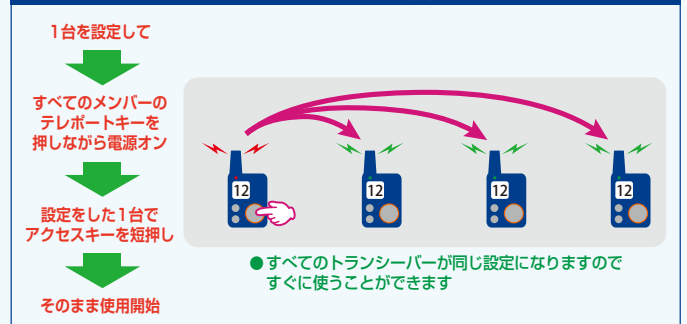 1台を設定して
すべてのメンバーの
テレポートキーを
押しながら電源オン
設定をした1台で
アクセスキーを短押し
そのまま使用開始
12
12
12
12
●すべてのトランシーバーが同じ設定になりますので
すぐに使うことができます